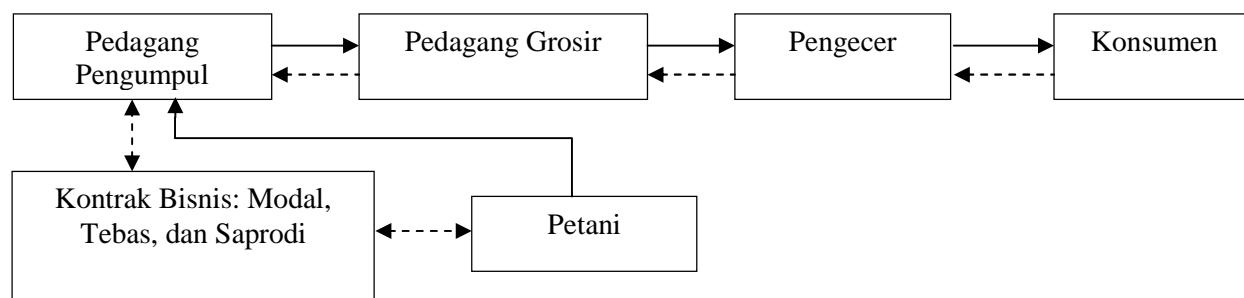 Pedagang
Pengumpul
Pedagang Grosir
Pengecer
Konsumen
Kontrak Bisnis: Modal,
Tebas, dan Saprodi
Petani